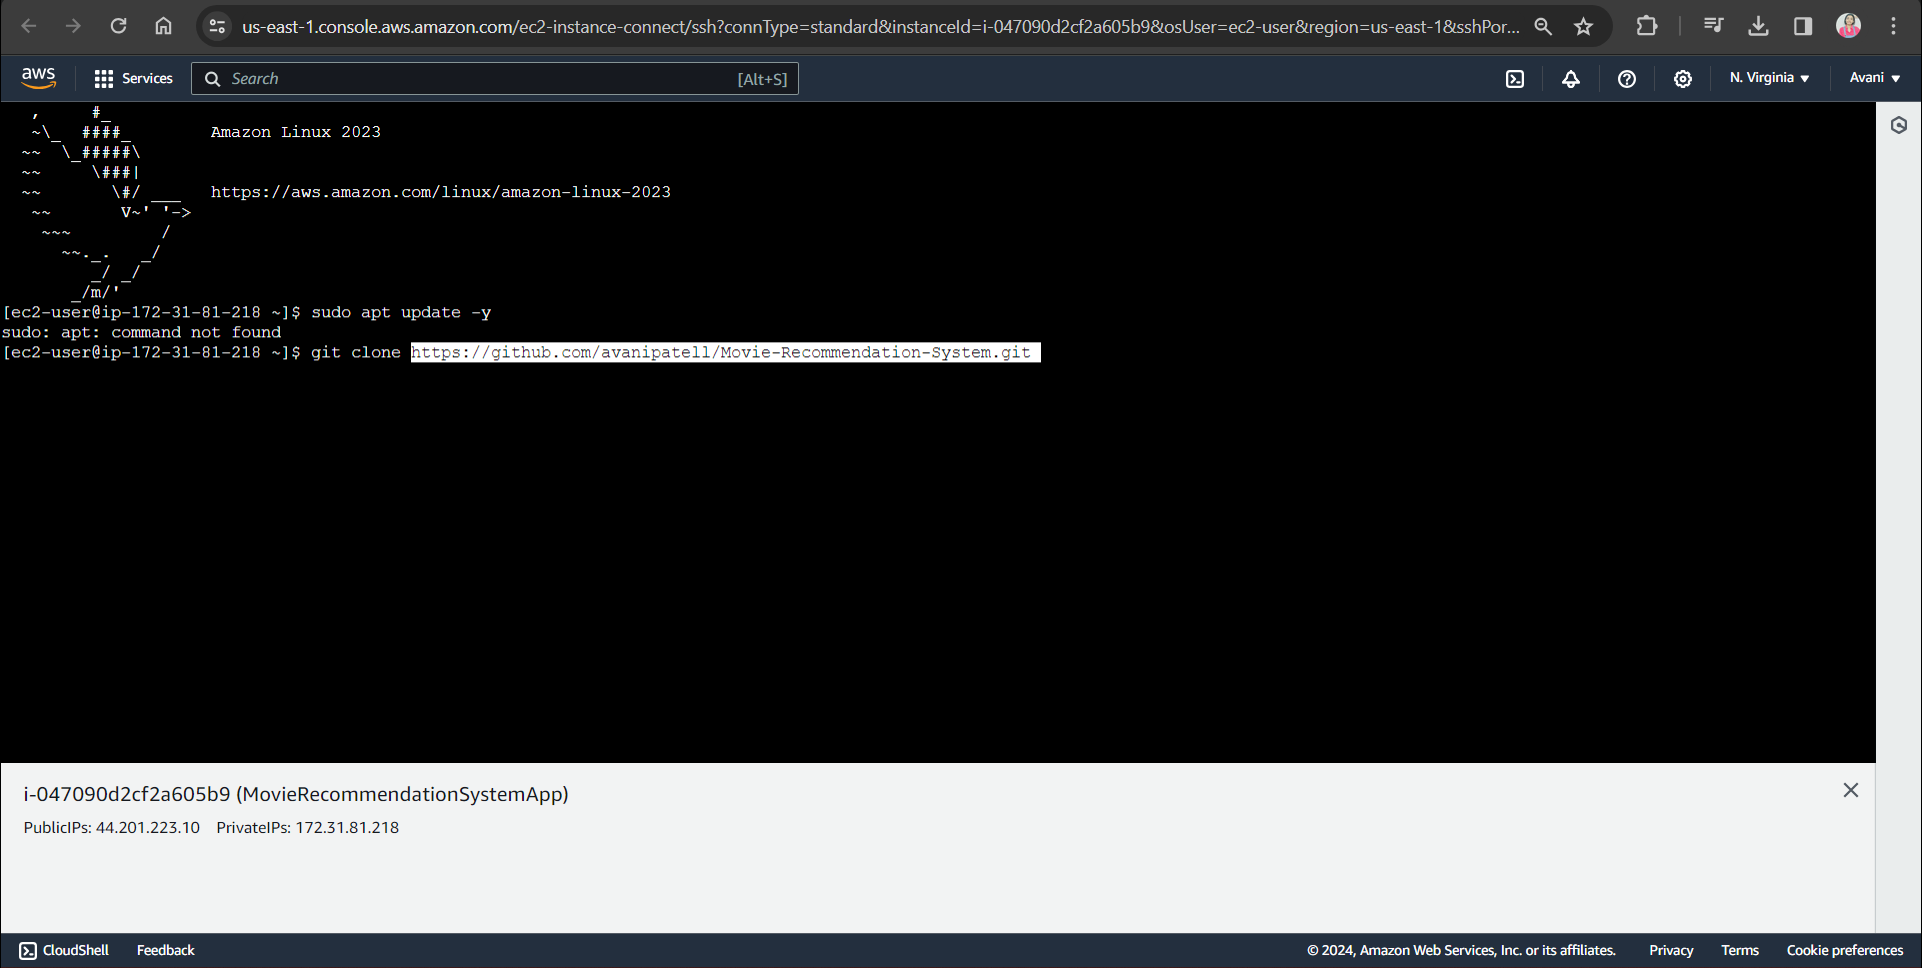 us-east-1.console.aws.amazon.com/ec2-instance-connect/ssh?connType=standard&instanceId=i-047090d2cf2a605b9&osUser=ec2-user&region=us-east-1&sshPor...
aws Services Search [Alt+S] N. Virginia Avani
   ,     #_
   ~\_  ####_        Amazon Linux 2023
  ~~  \_#####\
  ~~     \###|
  ~~       \#/ ___   https://aws.amazon.com/linux/amazon-linux-2023
   ~~       V~' '->
    ~~~         /
      ~~._.   _/
         _/ _/
       _/m/'
[ec2-user@ip-172-31-81-218 ~]$ sudo apt update -y
sudo: apt: command not found
[ec2-user@ip-172-31-81-218 ~]$ git clone https://github.com/avanipatell/Movie-Recommendation-System.git
i-047090d2cf2a605b9 (MovieRecommendationSystemApp)
PublicIPs: 44.201.223.10 PrivateIPs: 172.31.81.218
CloudShell Feedback © 2024, Amazon Web Services, Inc. or its affiliates. Privacy Terms Cookie preferences